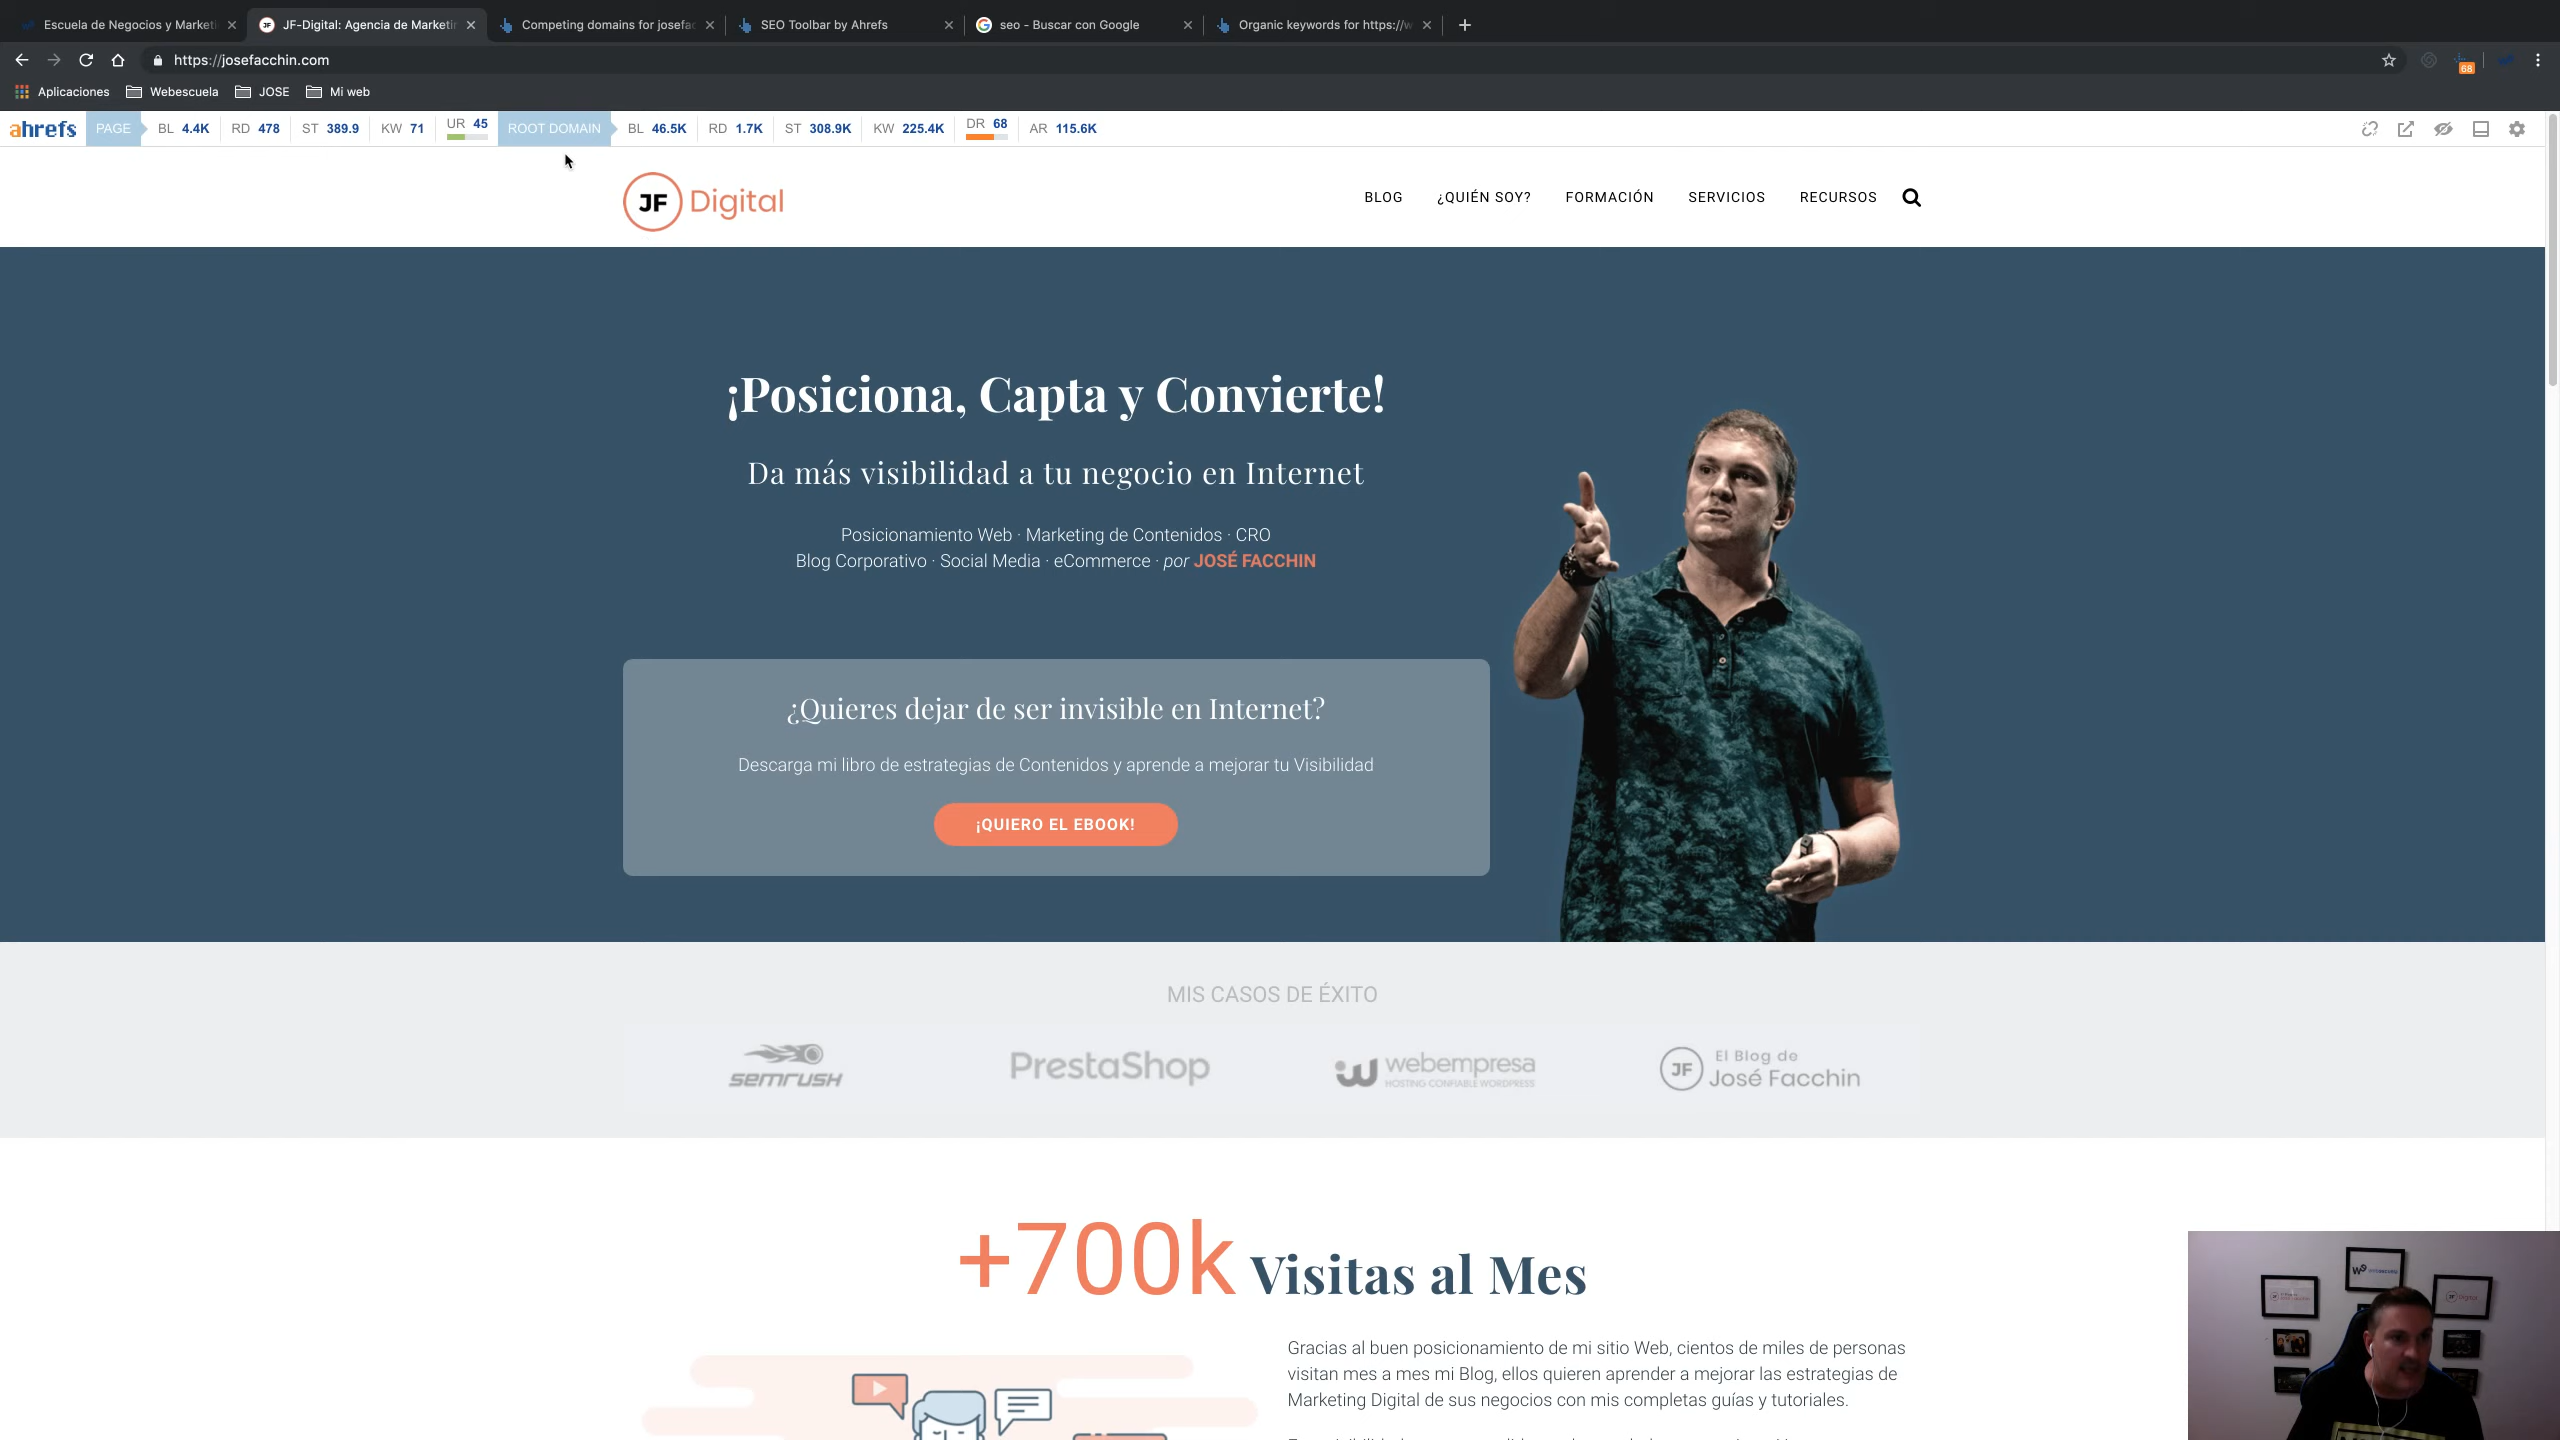 Escuela de Negocios y Marketi
JF-Digital: Agencia de Marketin
Competing domains for josefac
SEO Toolbar by Ahrefs
seo - Buscar con Google
Organic keywords for https://w
https://josefacchin.com
68
Aplicaciones Webescuela JOSE Mi web
ahrefs PAGE BL 4.4K RD 478 ST 389.9 KW 71 UR 45 ROOT DOMAIN BL 46.5K RD 1.7K ST 308.9K KW 225.4K DR 68 AR 115.6K
JF Digital
BLOG ¿QUIÉN SOY? FORMACIÓN SERVICIOS RECURSOS
¡Posiciona, Capta y Convierte!
Da más visibilidad a tu negocio en Internet
Posicionamiento Web · Marketing de Contenidos · CRO
Blog Corporativo · Social Media · eCommerce · por JOSÉ FACCHIN
¿Quieres dejar de ser invisible en Internet?
Descarga mi libro de estrategias de Contenidos y aprende a mejorar tu Visibilidad
¡QUIERO EL EBOOK!
MIS CASOS DE ÉXITO
semrush
PrestaShop
webempresa
HOSTING CONFIABLE WORDPRESS
JF El Blog de
José Facchin
+700k Visitas al Mes
Gracias al buen posicionamiento de mi sitio Web, cientos de miles de personas
visitan mes a mes mi Blog, ellos quieren aprender a mejorar las estrategias de
Marketing Digital de sus negocios con mis completas guías y tutoriales.